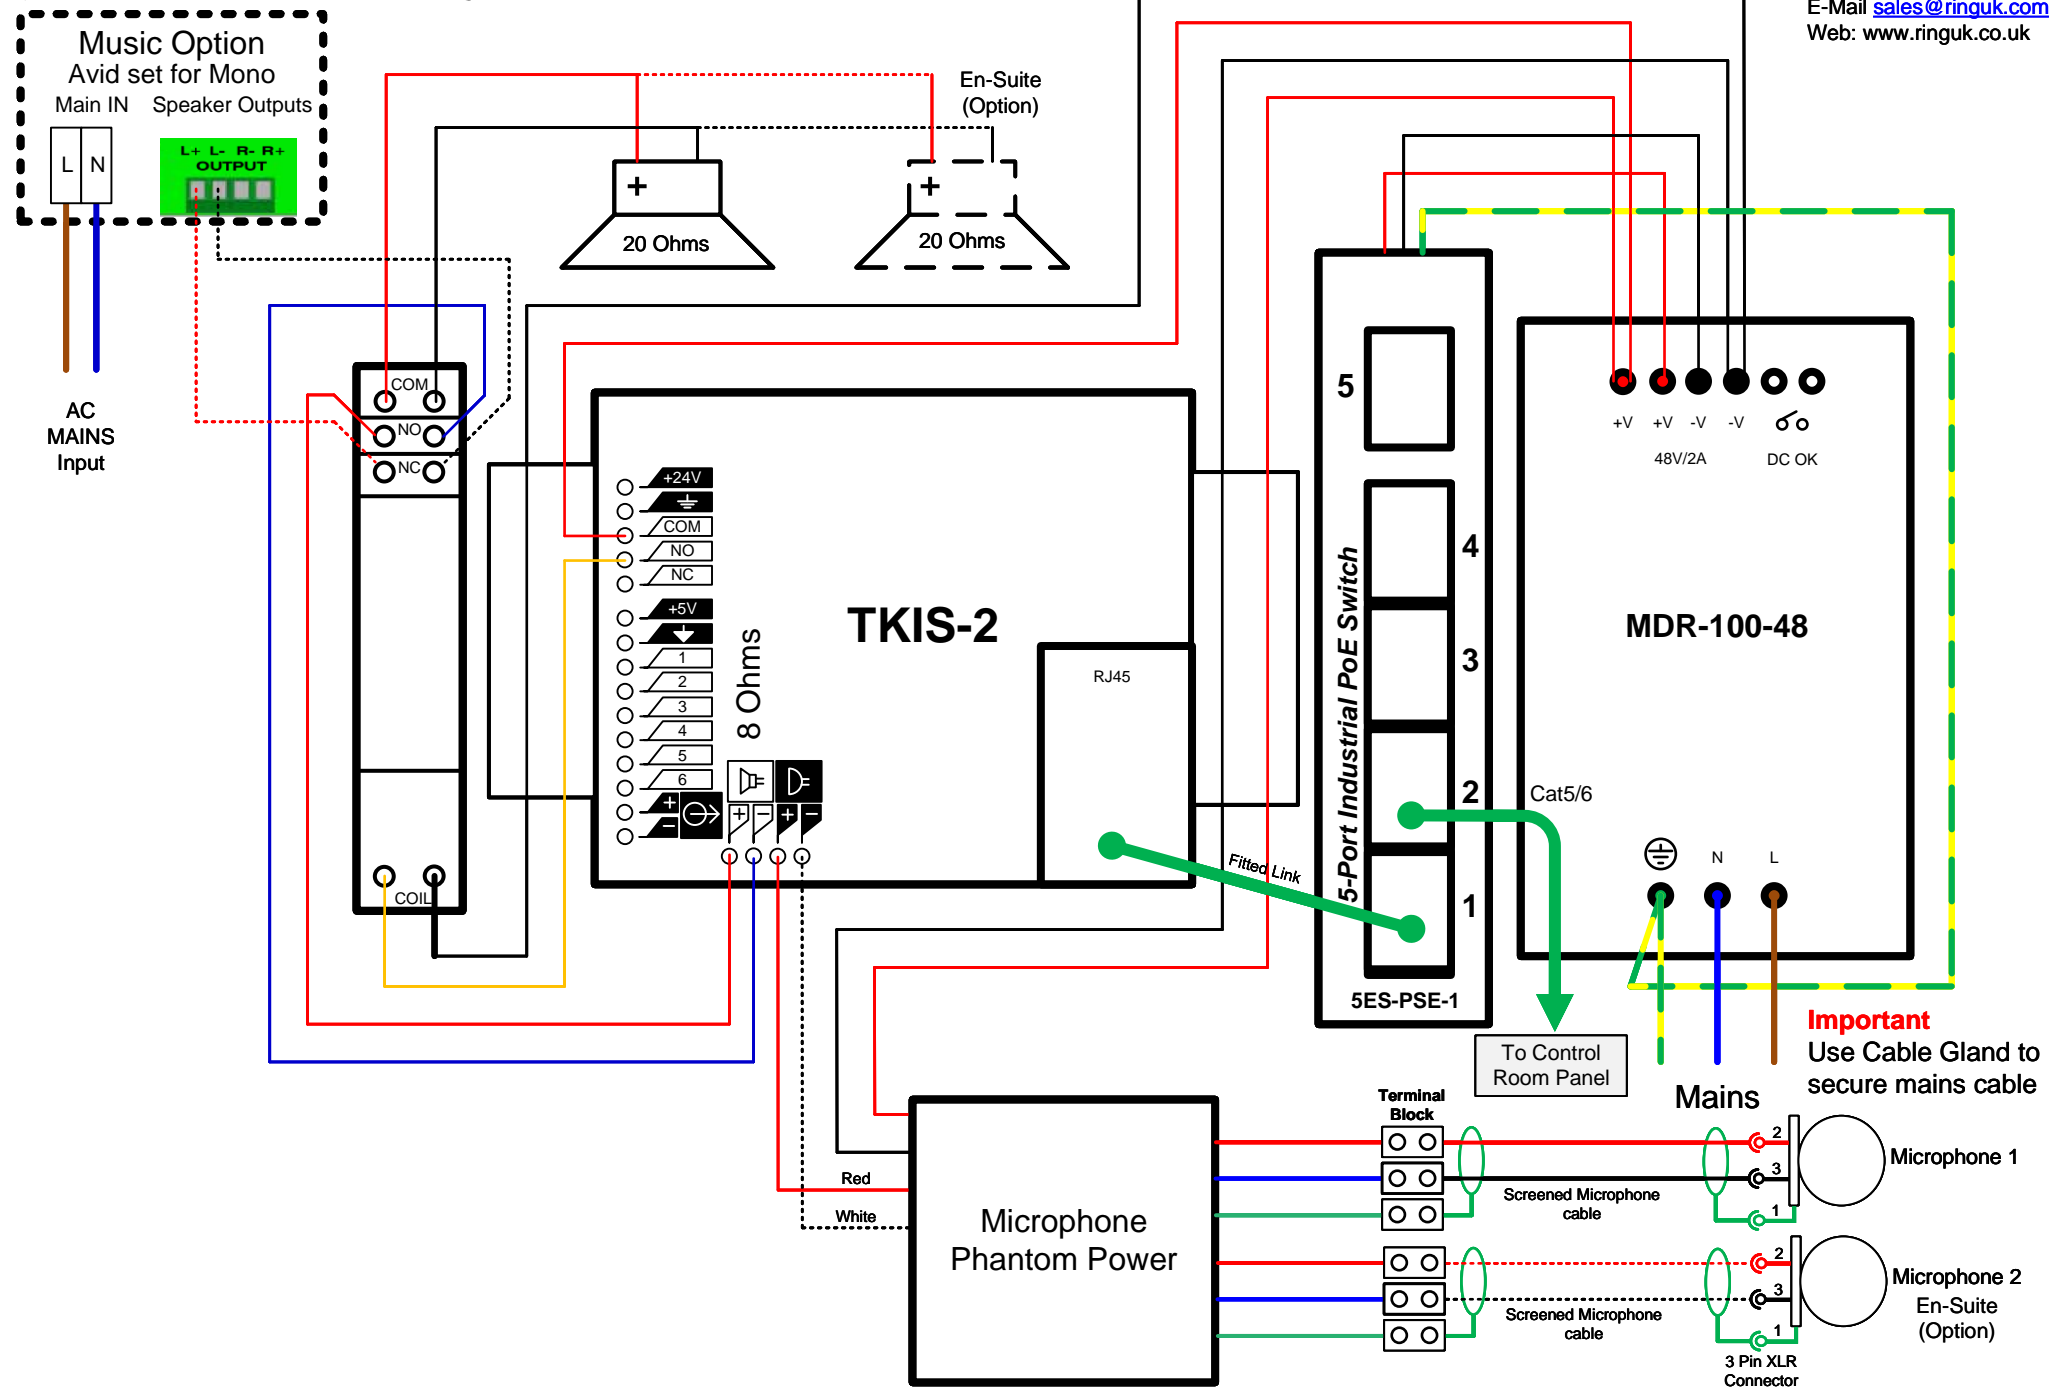 E-Mail sales@ringuk.com
Web: www.ringuk.co.uk
Music Option
Avid set for Mono
Main IN
Speaker Outputs
L
N
L+ L- R- R+
OUTPUT
AC
MAINS
Input
En-Suite
(Option)
+
20 Ohms
+
20 Ohms
COM
NO
NC
COIL
+24V
COM
NO
NC
+5V
1
2
3
4
5
6
+
−
8 Ohms
+
−
+
−
TKIS-2
RJ45
Fitted Link
5-Port Industrial PoE Switch
5
4
3
2
1
5ES-PSE-1
Cat5/6
To Control
Room Panel
+V
+V
-V
-V
48V/2A
DC OK
MDR-100-48
N
L
Important
Use Cable Gland to
secure mains cable
Mains
Red
White
Microphone
Phantom Power
Terminal
Block
Screened Microphone
cable
2
3
1
Microphone 1
Screened Microphone
cable
2
3
1
Microphone 2
En-Suite
(Option)
3 Pin XLR
Connector